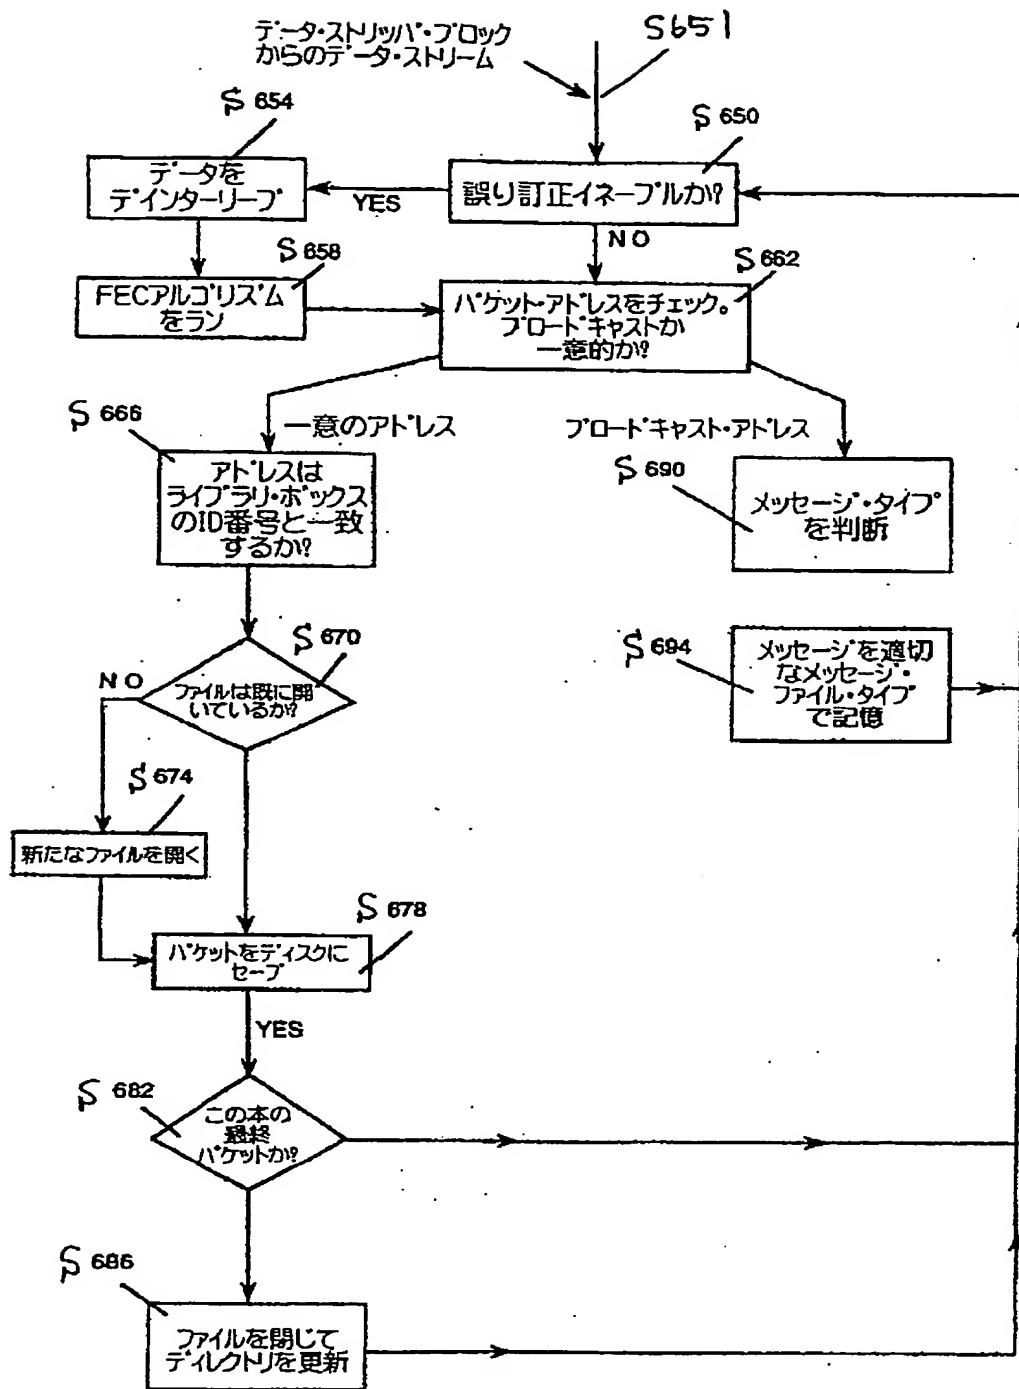 データ・ストリッパ・ブロック
からのデータ・ストリーム
S651
S 654
S 650
データを
デインターリーブ
YES
誤り訂正イネーブルか?
NO
S 658
S 662
FECアルゴリズム
をラン
パケット・アドレスをチェック。
ブロードキャストか
一意的か?
S 666
一意のアドレス
ブロードキャスト・アドレス
アドレスは
ライブラリ・ボックス
のID番号と一致
するか?
S 690
メッセージ・タイプ
を判断
S 670
NO
ファイルは既に開
いているか?
S 694
メッセージを適切
なメッセージ・
ファイル・タイプ
で記憶
S 674
新たなファイルを開く
S 678
パケットをディスクに
セーブ
YES
S 682
この本の
最終
パケットか?
S 686
ファイルを閉じて
ディレクトリを更新